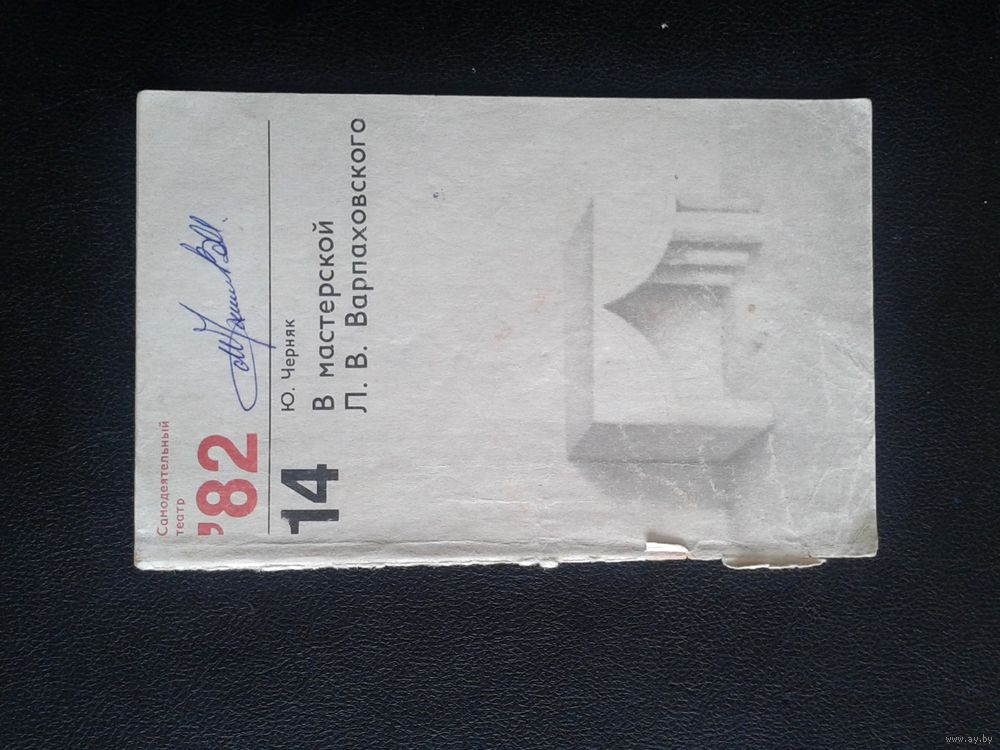 Самодеятельный
театр
'82
14
Ю. Черняк
В мастерской
Л. В. Варпаховского
www.ay.by